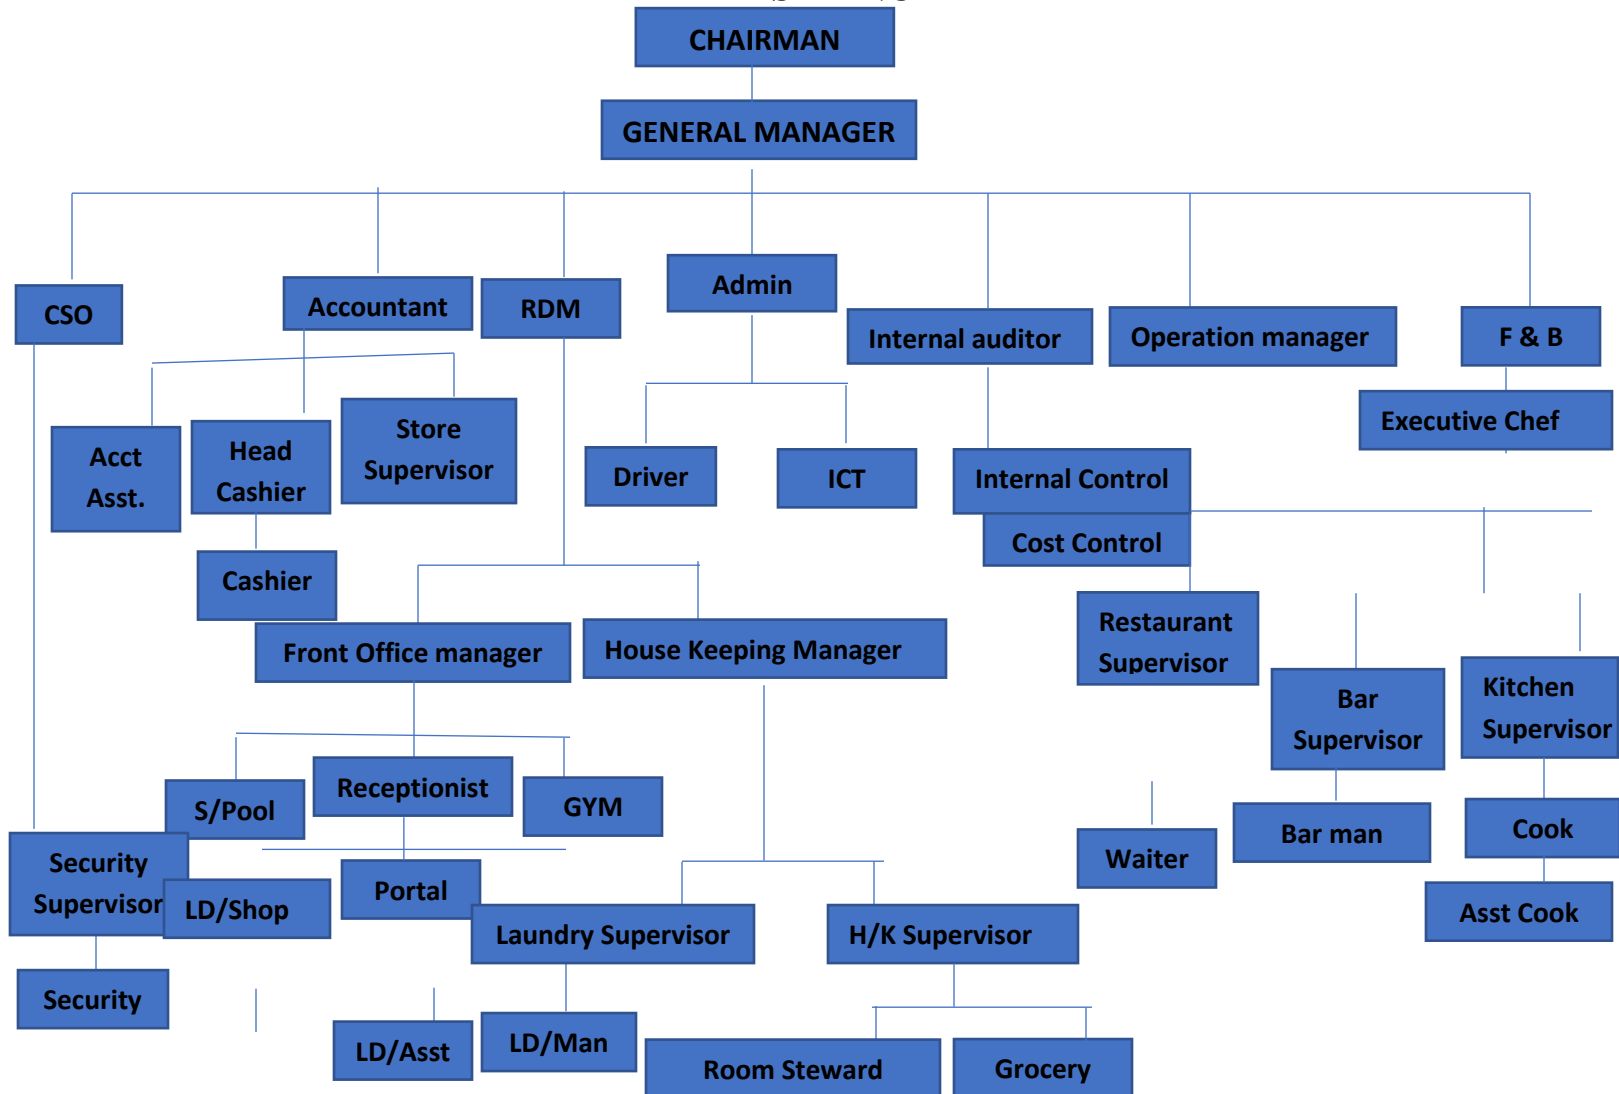 CHAIRMAN
GENERAL MANAGER
CSO
Accountant
RDM
Admin
Internal auditor
Operation manager
F & B
Executive Chef
Acct
Asst.
Head
Cashier
Store
Supervisor
Driver
ICT
Internal Control
Cost Control
Cashier
Front Office manager
House Keeping Manager
Restaurant
Supervisor
Bar
Supervisor
Kitchen
Supervisor
S/Pool
Receptionist
GYM
Waiter
Bar man
Cook
Asst Cook
Security
Supervisor
LD/Shop
Portal
Laundry Supervisor
H/K Supervisor
Security
LD/Asst
LD/Man
Room Steward
Grocery